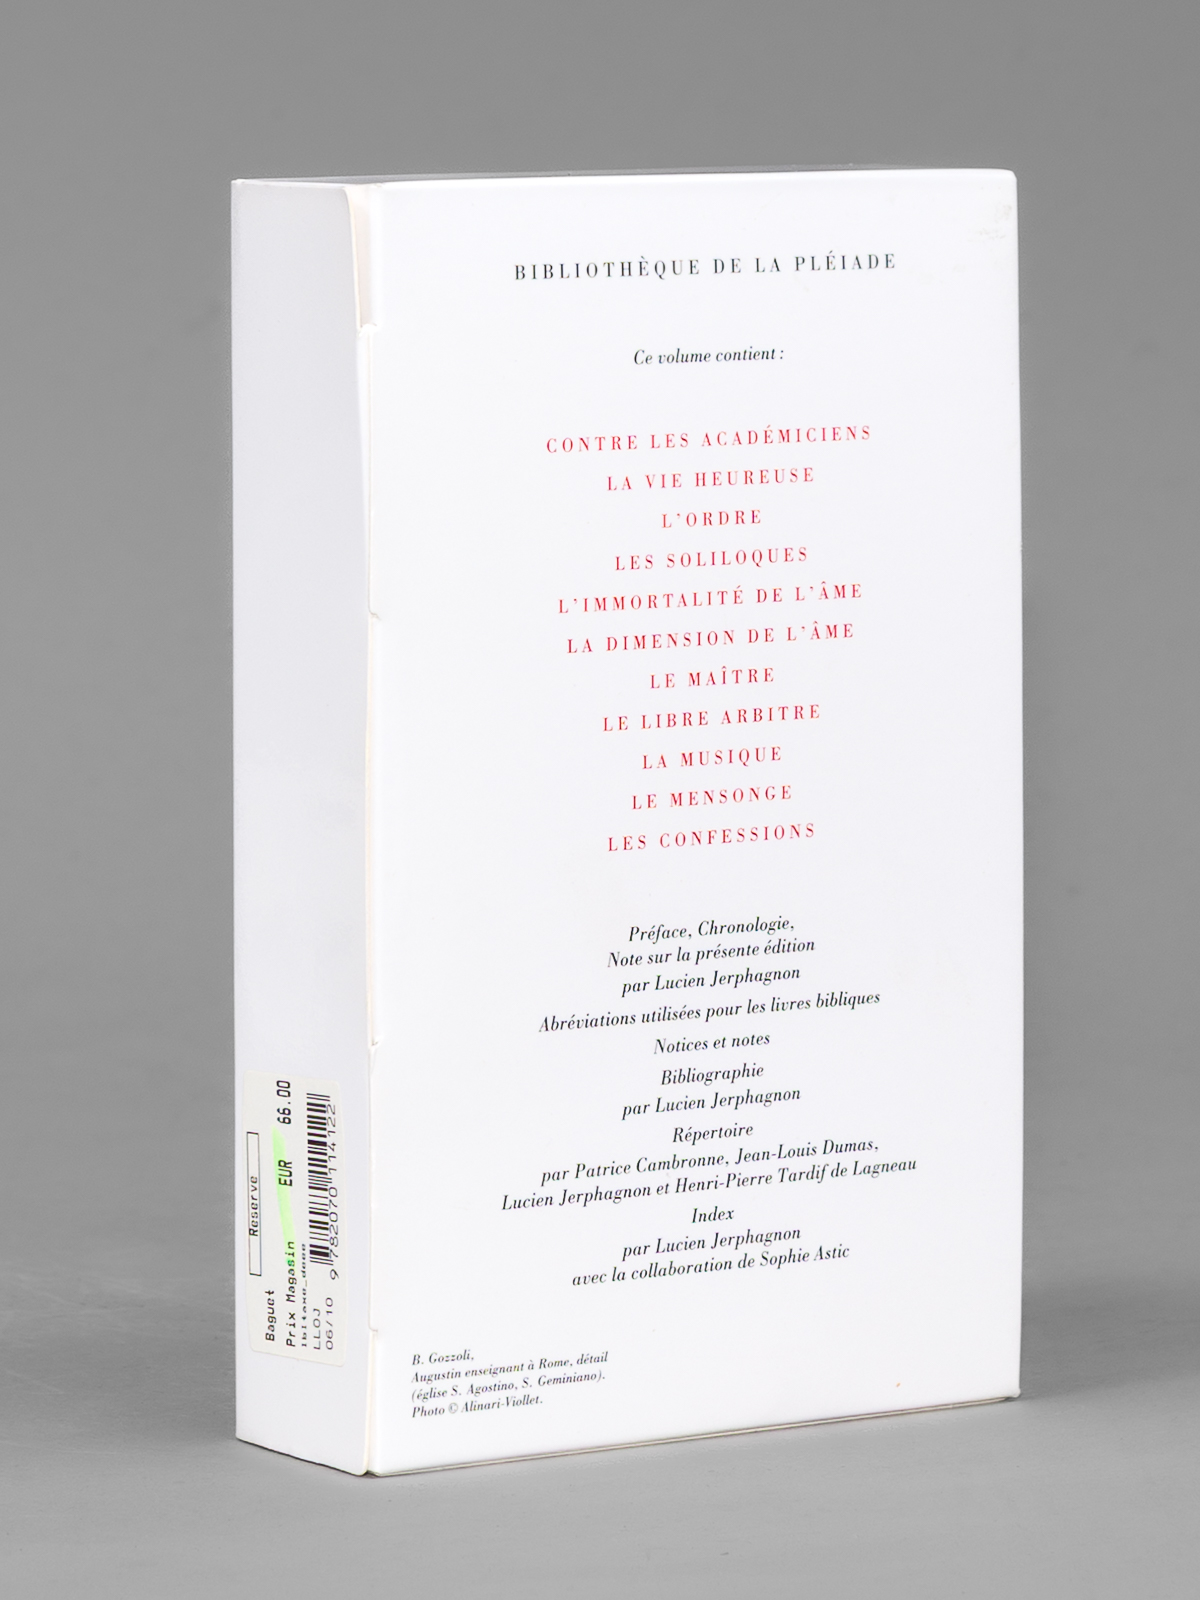 BIBLIOTHÈQUE DE LA PLÉIADE
Ce volume contient :
CONTRE LES ACADÉMICIENS
LA VIE HEUREUSE
L'ORDRE
LES SOLILOQUES
L'IMMORTALITÉ DE L'ÂME
LA DIMENSION DE L'ÂME
LE MAÎTRE
LE LIBRE ARBITRE
LA MUSIQUE
LE MENSONGE
LES CONFESSIONS
Préface, Chronologie,
Note sur la présente édition
par Lucien Jerphagnon
Abréviations utilisées pour les livres bibliques
Notices et notes
Bibliographie
par Lucien Jerphagnon
Répertoire
par Patrice Cambronne, Jean-Louis Dumas,
Lucien Jerphagnon et Henri-Pierre Tardif de Lagneau
Index
par Lucien Jerphagnon
avec la collaboration de Sophie Astic
B. Gozzoli,
Augustin enseignant à Rome, détail
(église S. Agostino, S. Geminiano).
Photo © Alinari-Viollet.
Reserve
Baguet
Prix Magasin EUR 66.00
LLOJ
06/10 9 782070 114122